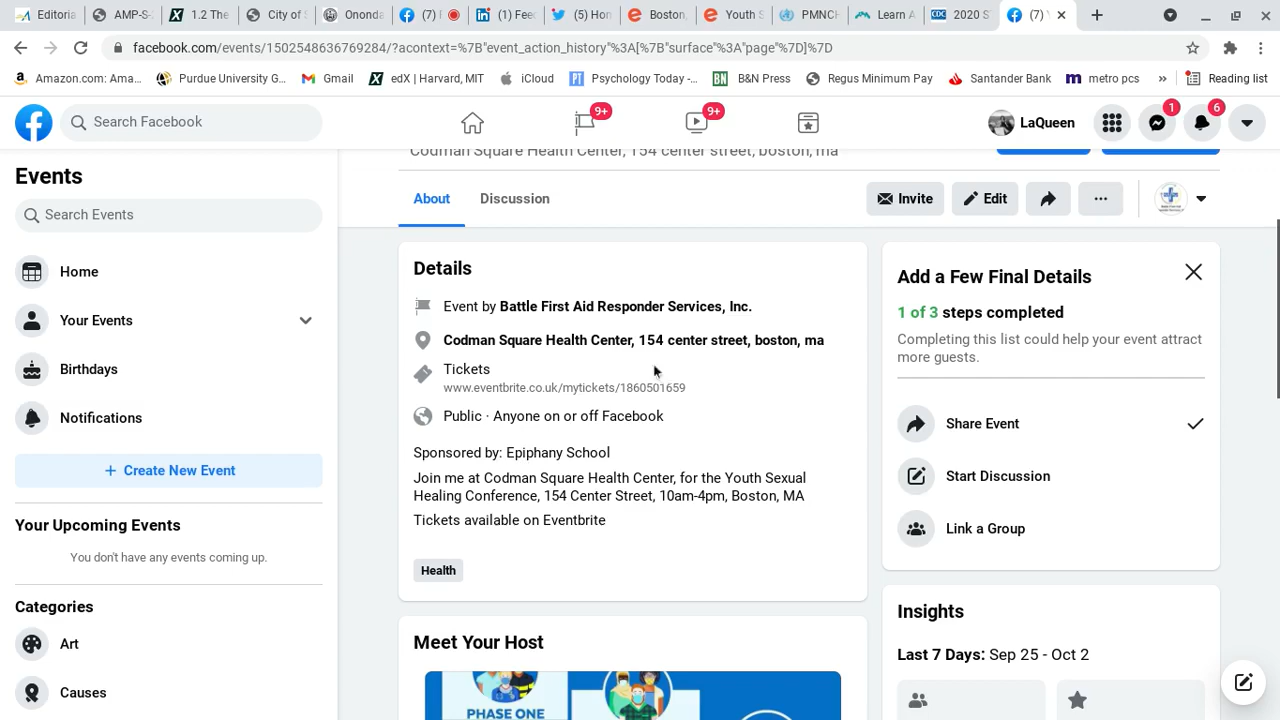 Editoria
AMP-S-
1.2 The
City of S
Ononda
(7) F
(1) Fee
(5) Hon
Boston,
Youth S
PMNCH
Learn A
CDC
2020 S
(7) Y
facebook.com/events/1502548636769284/?acontext=%7B"event_action_history"%3A[%7B"surface"%3A"page"%7D]%7D
Amazon.com: Ama...
Purdue University G...
Gmail
edX | Harvard, MIT
iCloud
Psychology Today -...
BN
B&N Press
Regus Minimum Pay
Santander Bank
metro pcs
»
Reading list
Search Facebook
9+
9+
LaQueen
1
6
Codman Square Health Center, 154 center street, boston, ma
Events
Search Events
Home
Your Events
Birthdays
Notifications
+ Create New Event
Your Upcoming Events
You don't have any events coming up.
Categories
Art
Causes
About
Discussion
Invite
Edit
Details
Event by Battle First Aid Responder Services, Inc.
Codman Square Health Center, 154 center street, boston, ma
Tickets
www.eventbrite.co.uk/mytickets/1860501659
Public · Anyone on or off Facebook
Sponsored by: Epiphany School
Join me at Codman Square Health Center, for the Youth Sexual
Healing Conference, 154 Center Street, 10am-4pm, Boston, MA
Tickets available on Eventbrite
Health
Meet Your Host
PHASE ONE
Add a Few Final Details
1 of 3 steps completed
Completing this list could help your event attract
more guests.
Share Event
Start Discussion
Link a Group
Insights
Last 7 Days: Sep 25 - Oct 2